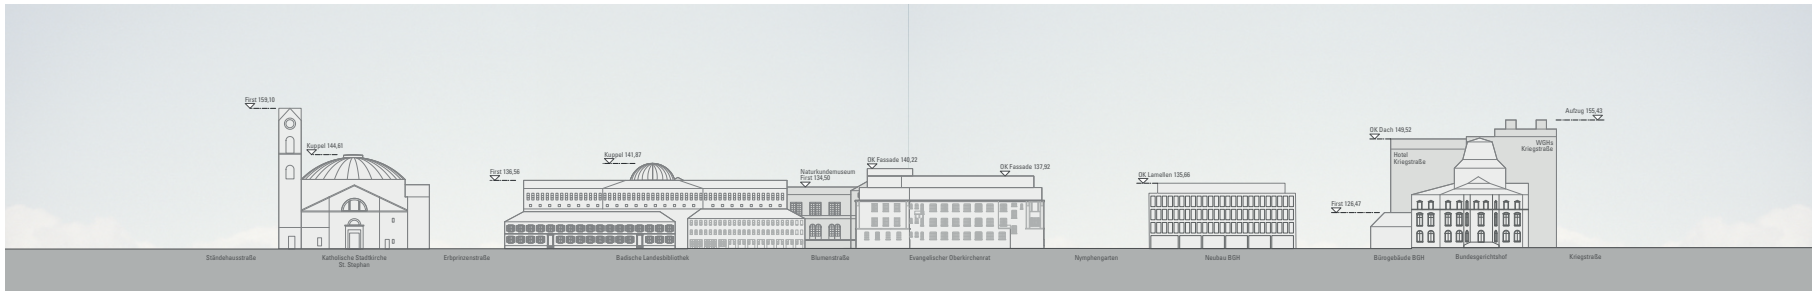 First 159,10
Kuppel 144,61
First 136,56
Kuppel 141,87
Naturkundemuseum
First 134,50
OK Fassade 140,22
OK Fassade 137,92
OK Lamellen 135,66
First 126,47
OK Dach 149,52
Hotel
Kriegstraße
WGHs
Kriegstraße
Aufzug 155,43
Ständehausstraße
Katholische Stadtkirche
St. Stephan
Erbprinzenstraße
Badische Landesbibliothek
Blumenstraße
Evangelischer Oberkirchenrat
Nymphengarten
Neubau BGH
Bürogebäude BGH
Bundesgerichtshof
Kriegstraße